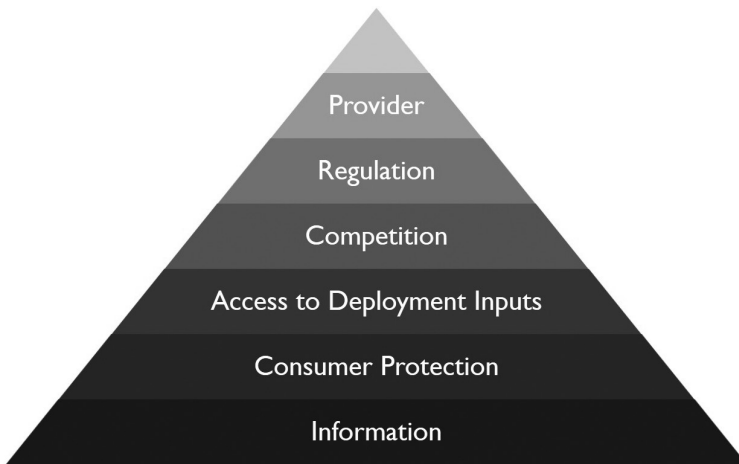 Provider
Regulation
Competition
Access to Deployment Inputs
Consumer Protection
Information